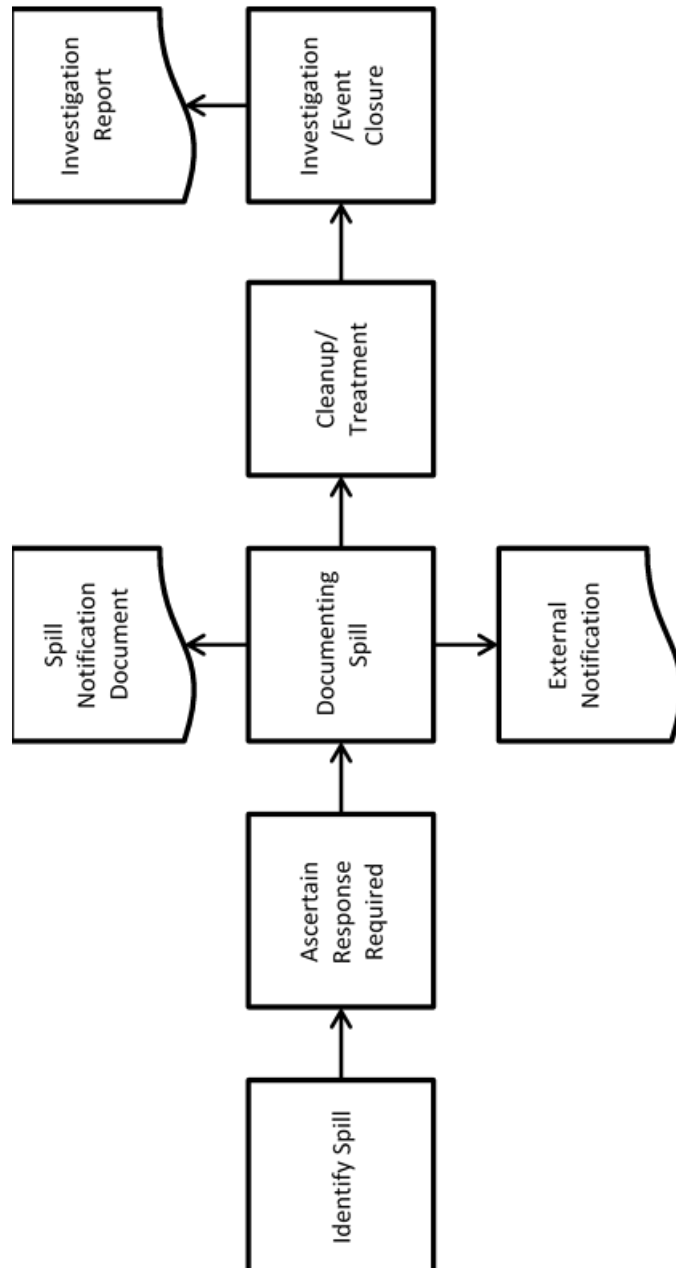 Identify Spill
Ascertain
Response
Required
Spill
Notification
Document
Documenting
Spill
External
Notification
Cleanup/
Treatment
Investigation
Report
Investigation
/Event
Closure